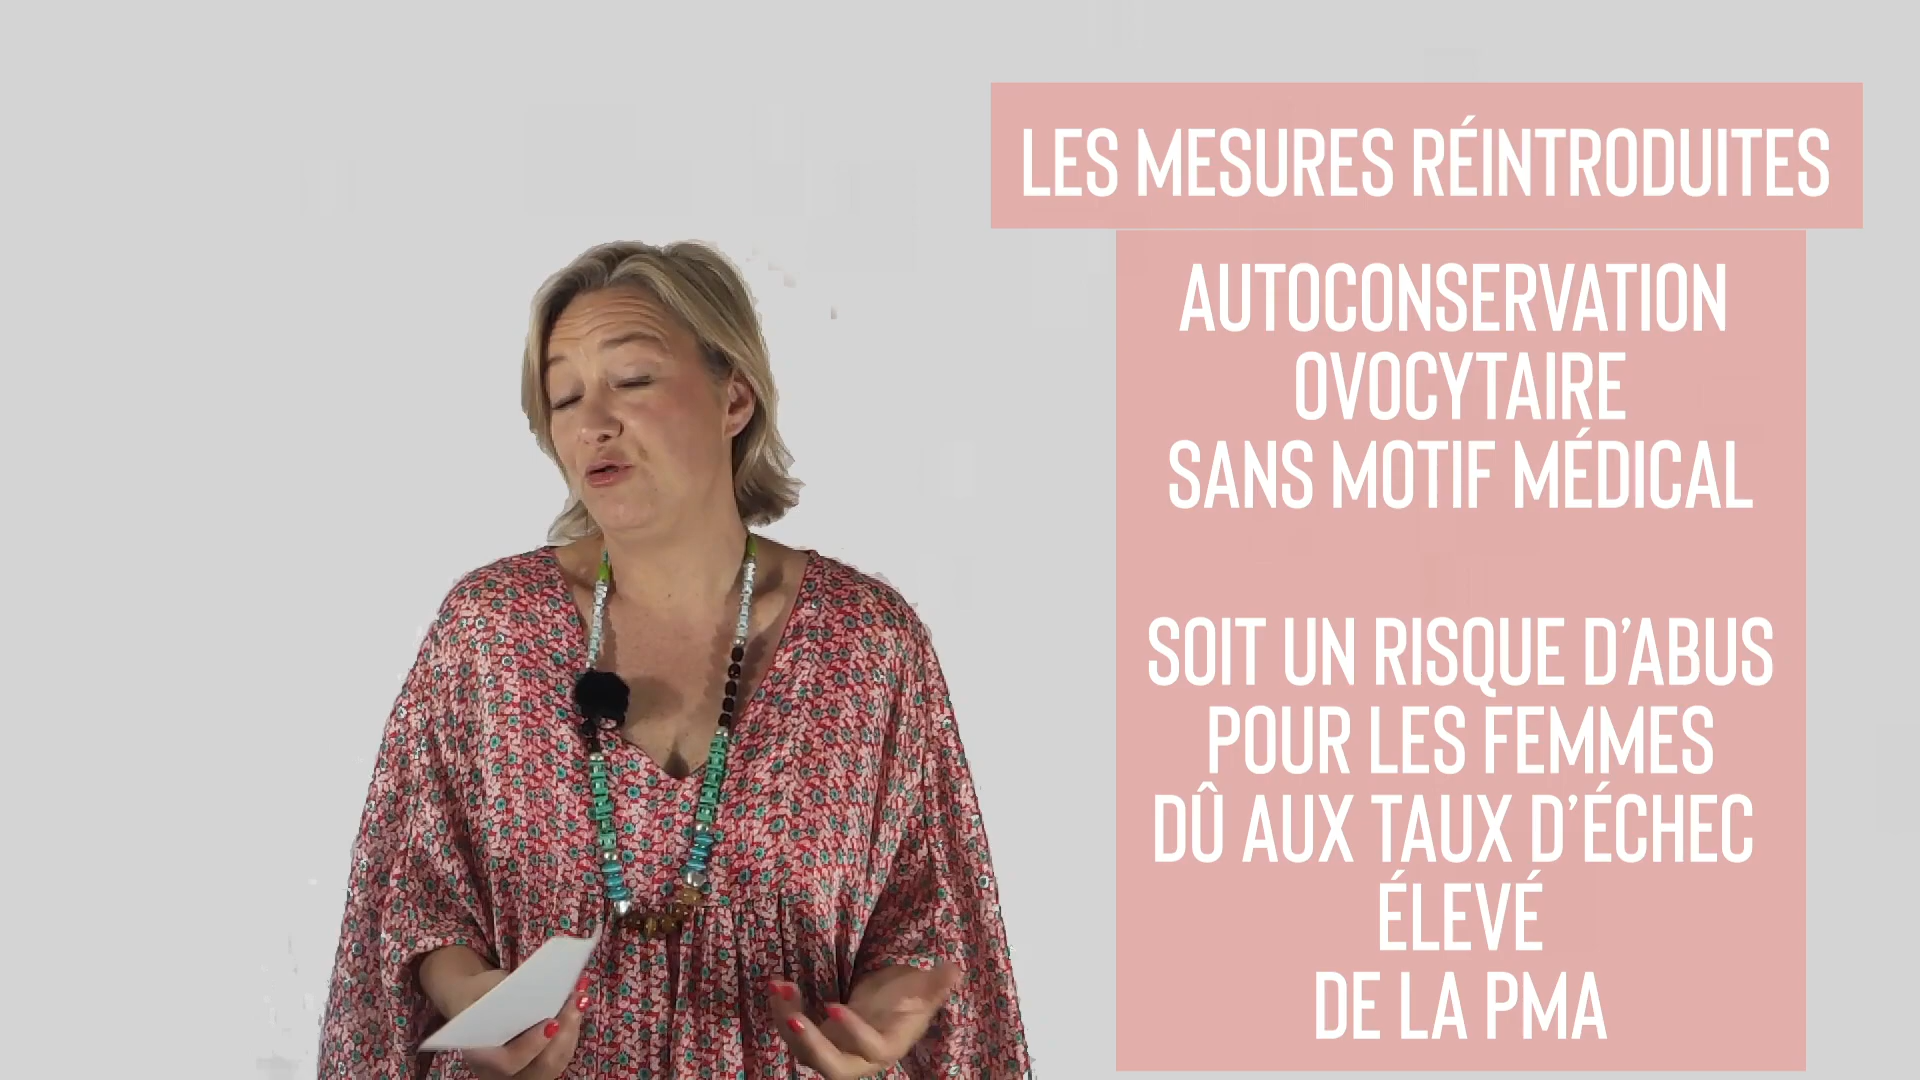 LES MESURES RÉINTRODUITES
AUTOCONSERVATION
OVOCYTAIRE
SANS MOTIF MÉDICAL
SOIT UN RISQUE D'ABUS
POUR LES FEMMES
DÛ AUX TAUX D'ÉCHEC
ÉLEVÉ
DE LA PMA